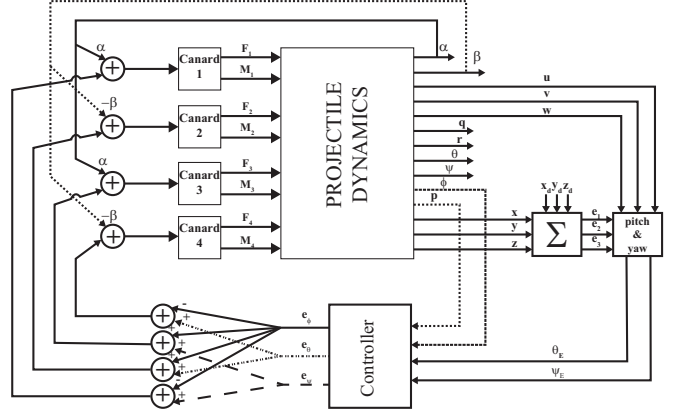 α
β
α
+
Canard
1
F1
M1
−β
+
Canard
2
F2
M2
α
+
Canard
3
F3
M3
−β
+
Canard
4
F4
M4
PROJECTILE
DYNAMICS
u
v
w
q
r
θ
ψ
ϕ
p
x
y
z
xd yd zd
Σ
e1
e2
e3
pitch
&
yaw
θE
ψE
Controller
eϕ
eθ
eψ
+
-
+
+
+
+
+
+
+
+
-
+